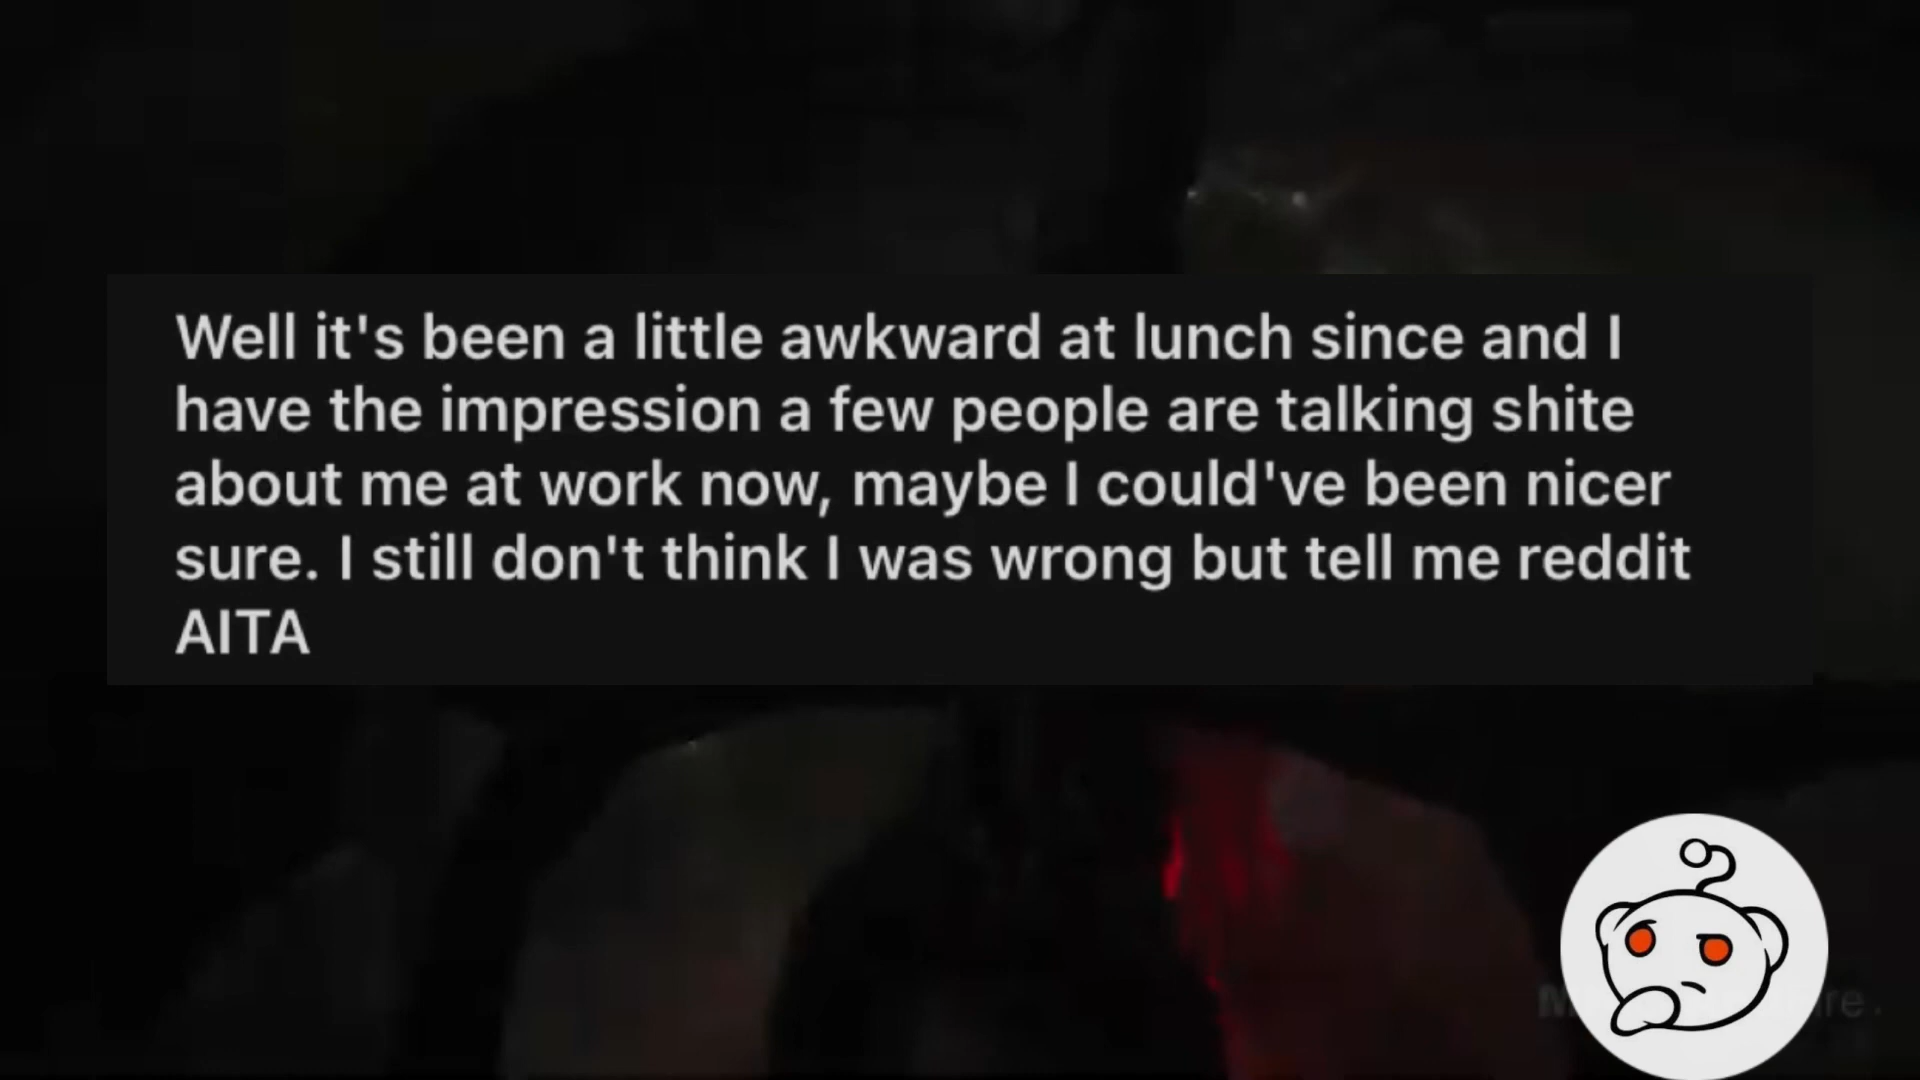 Well it's been a little awkward at lunch since and I
have the impression a few people are talking shite
about me at work now, maybe I could've been nicer
sure. I still don't think I was wrong but tell me reddit
AITA